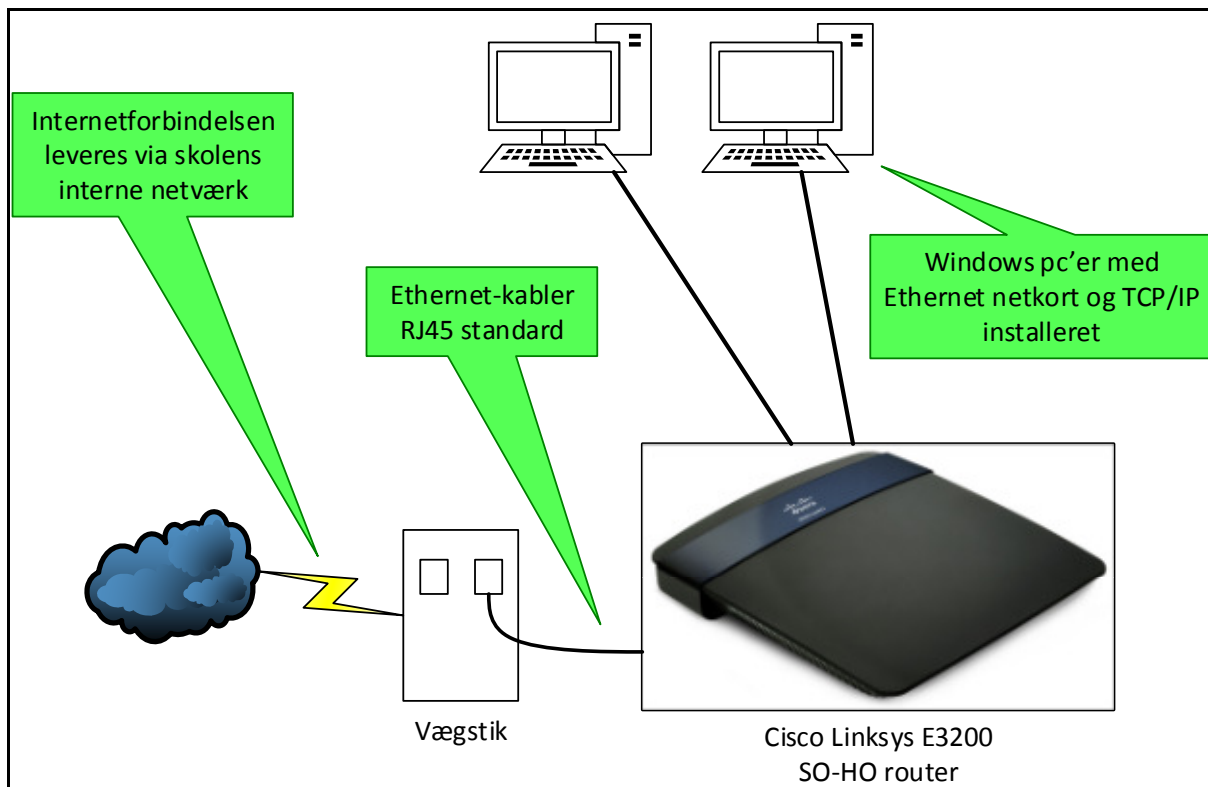 Internetforbindelsen
leveres via skolens
interne netværk
Ethernet-kabler
RJ45 standard
Windows pc’er med
Ethernet netkort og TCP/IP
installeret
Vægstik
Cisco Linksys E3200
SO-HO router